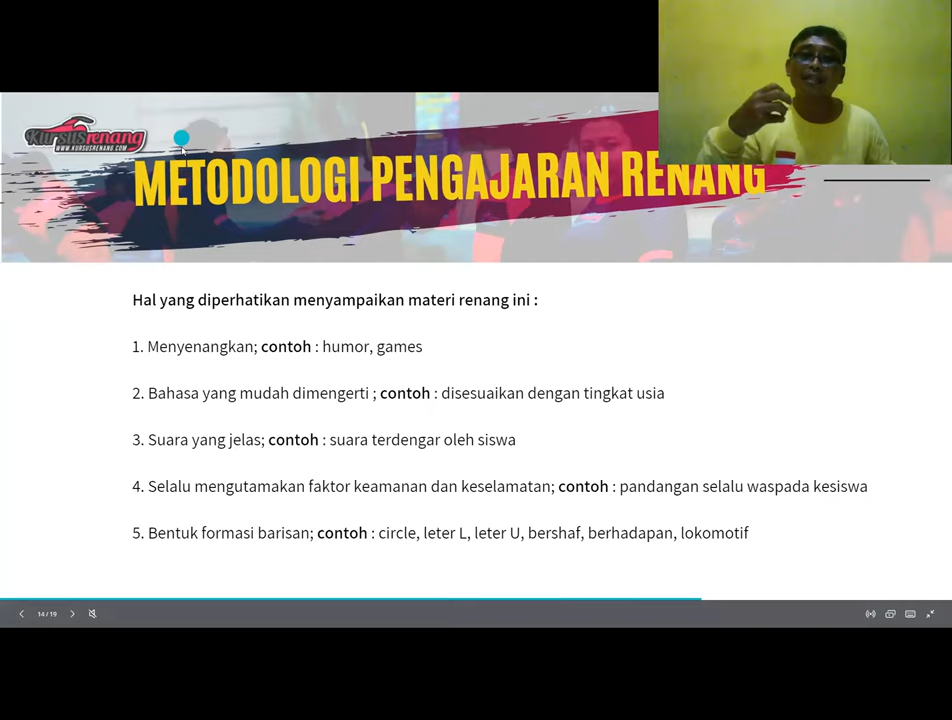 Kursusrenang
WWW.KURSUSRENANG.COM
METODOLOGI PENGAJARAN RENANG
Hal yang diperhatikan menyampaikan materi renang ini :
1. Menyenangkan; contoh : humor, games
2. Bahasa yang mudah dimengerti ; contoh : disesuaikan dengan tingkat usia
3. Suara yang jelas; contoh : suara terdengar oleh siswa
4. Selalu mengutamakan faktor keamanan dan keselamatan; contoh : pandangan selalu waspada kesiswa
5. Bentuk formasi barisan; contoh : circle, leter L, leter U, bershaf, berhadapan, lokomotif
14 / 19